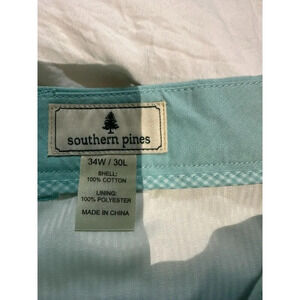 southern pines
34W / 30L
SHELL:
100% COTTON
LINING:
100% POLYESTER
MADE IN CHINA